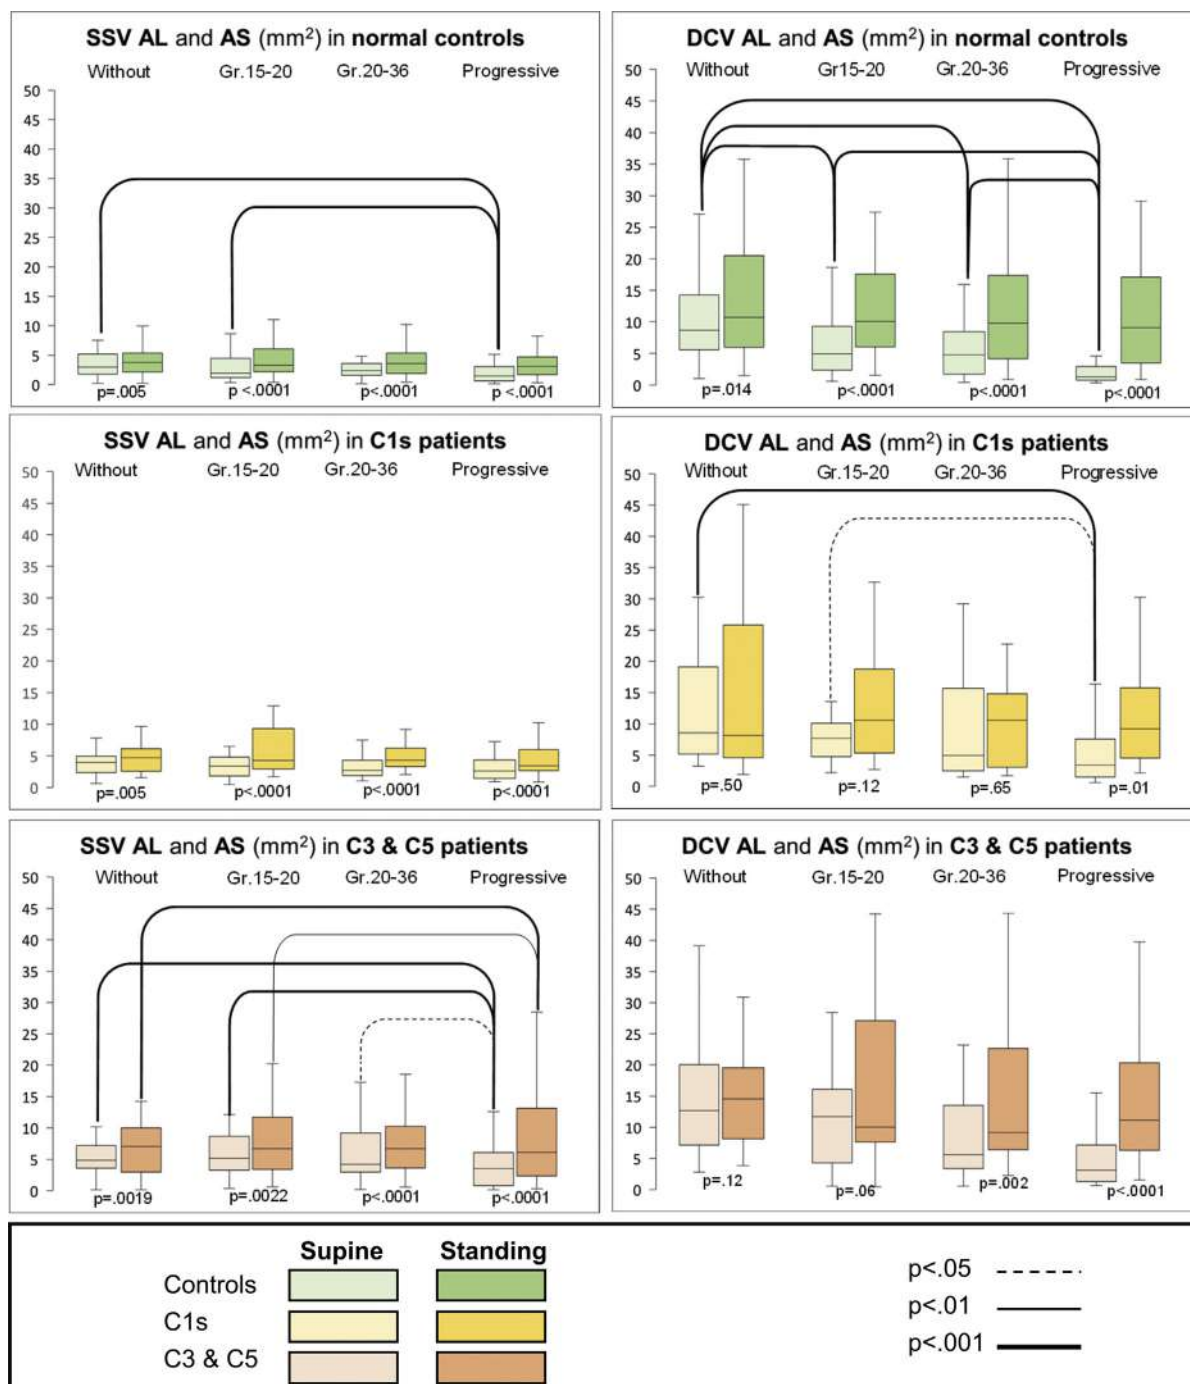 SSV AL and AS (mm²) in normal controls
Without Gr.15-20 Gr.20-36 Progressive
50
45
40
35
30
25
20
15
10
5
0
p=.005 p<.0001 p<.0001 p<.0001
DCV AL and AS (mm²) in normal controls
Without Gr15-20 Gr.20-36 Progressive
50
45
40
35
30
25
20
15
10
5
0
p=.014 p<.0001 p<.0001 p<.0001
SSV AL and AS (mm²) in C1s patients
Without Gr.15-20 Gr.20-36 Progressive
50
45
40
35
30
25
20
15
10
5
0
p=.005 p<.0001 p<.0001 p<.0001
DCV AL and AS (mm²) in C1s patients
Without Gr.15-20 Gr.20-36 Progressive
50
45
40
35
30
25
20
15
10
5
0
p=.50 p=.12 p=.65 p=.01
SSV AL and AS (mm²) in C3 & C5 patients
Without Gr.15-20 Gr.20-36 Progressive
50
45
40
35
30
25
20
15
10
5
0
p=.0019 p=.0022 p<.0001 p<.0001
DCV AL and AS (mm²) in C3 & C5 patients
Without Gr.15-20 Gr.20-36 Progressive
50
45
40
35
30
25
20
15
10
5
0
p=.12 p=.06 p=.002 p<.0001
Supine Standing
Controls
C1s
C3 & C5
p<.05
p<.01
p<.001